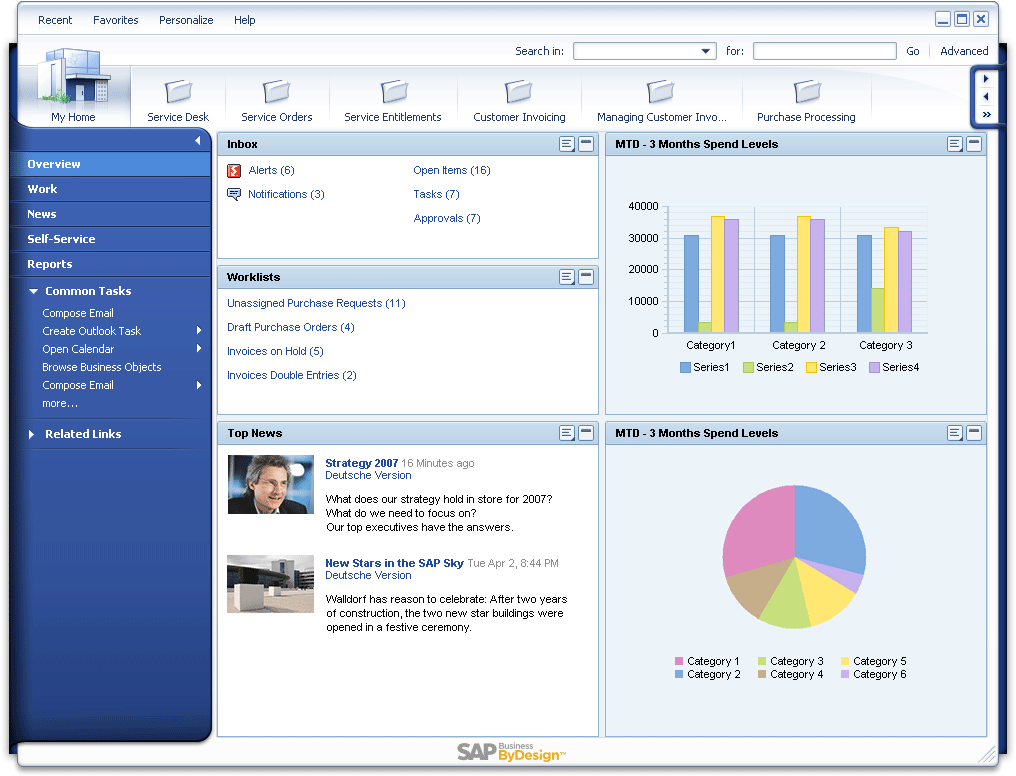 Recent Favorites Personalize Help
Search in: for: Go Advanced
My Home Service Desk Service Orders Service Entitlements Customer Invoicing Managing Customer Invo... Purchase Processing
Overview
Work
News
Self-Service
Reports
Common Tasks
Compose Email
Create Outlook Task
Open Calendar
Browse Business Objects
Compose Email
more...
Related Links
Inbox
Alerts (6)
Notifications (3)
Open Items (16)
Tasks (7)
Approvals (7)
Worklists
Unassigned Purchase Requests (11)
Draft Purchase Orders (4)
Invoices on Hold (5)
Invoices Double Entries (2)
Top News
Strategy 2007 16 Minutes ago
Deutsche Version
What does our strategy hold in store for 2007?
What do we need to focus on?
Our top executives have the answers.
New Stars in the SAP Sky Tue Apr 2, 8:44 PM
Deutsche Version
Walldorf has reason to celebrate: After two years
of construction, the two new star buildings were
opened in a festive ceremony.
MTD - 3 Months Spend Levels
40000
30000
20000
10000
0
Category1 Category 2 Category 3
Series1 Series2 Series3 Series4
MTD - 3 Months Spend Levels
Category 1 Category 3 Category 5
Category 2 Category 4 Category 6
SAP Business ByDesign™